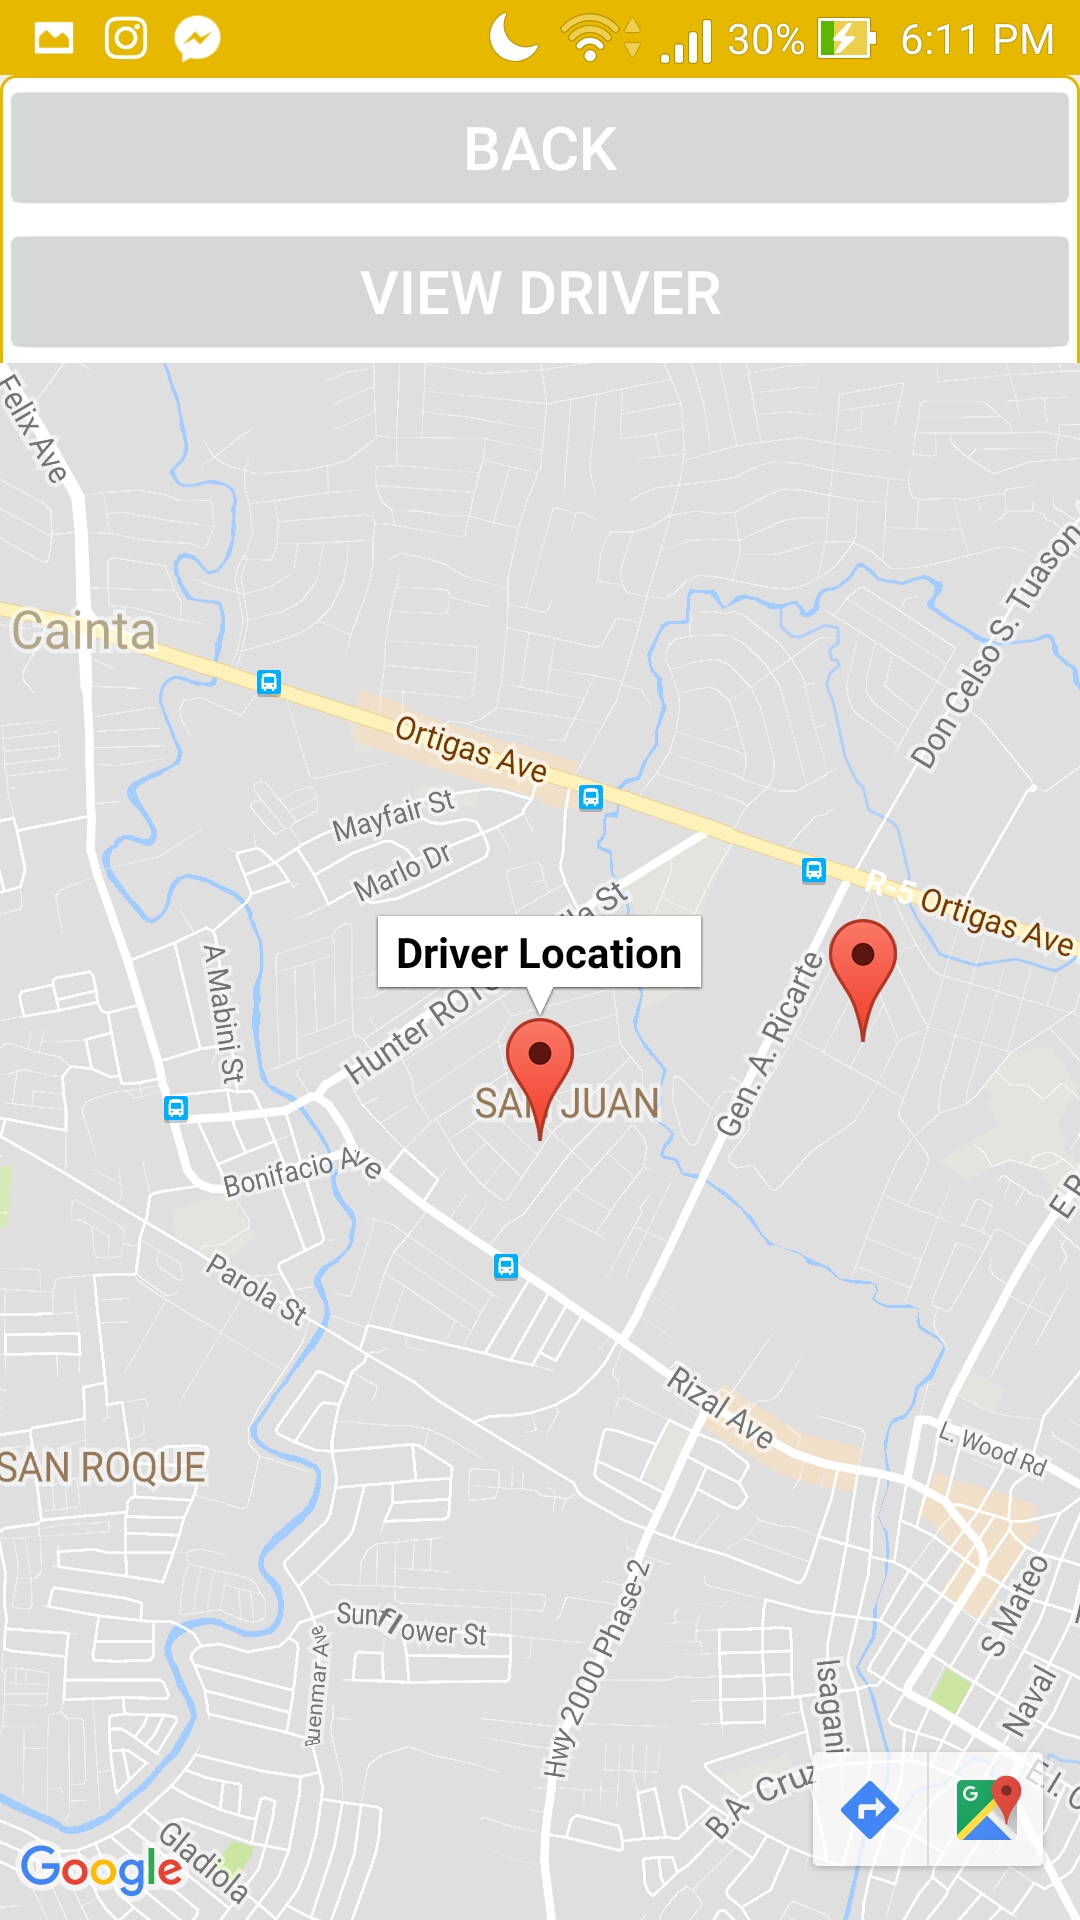 30% 6:11 PM
BACK
VIEW DRIVER
Felix Ave
Don Celso S. Tuason
Cainta
Ortigas Ave
Mayfair St
Marlo Dr
R-5
Ortigas Ave
Driver Location
A Mabini St
Hunter ROTC
Gen. A. Ricarte
SAN JUAN
Bonifacio Ave
Parola St
Rizal Ave
L. Wood Rd
SAN ROQUE
Sunflower St
Buenmar Ave
Hwy 2000 Phase-2
S Mateo
Isagani
Naval
B.A. Cruz
Gladiola
G
Google